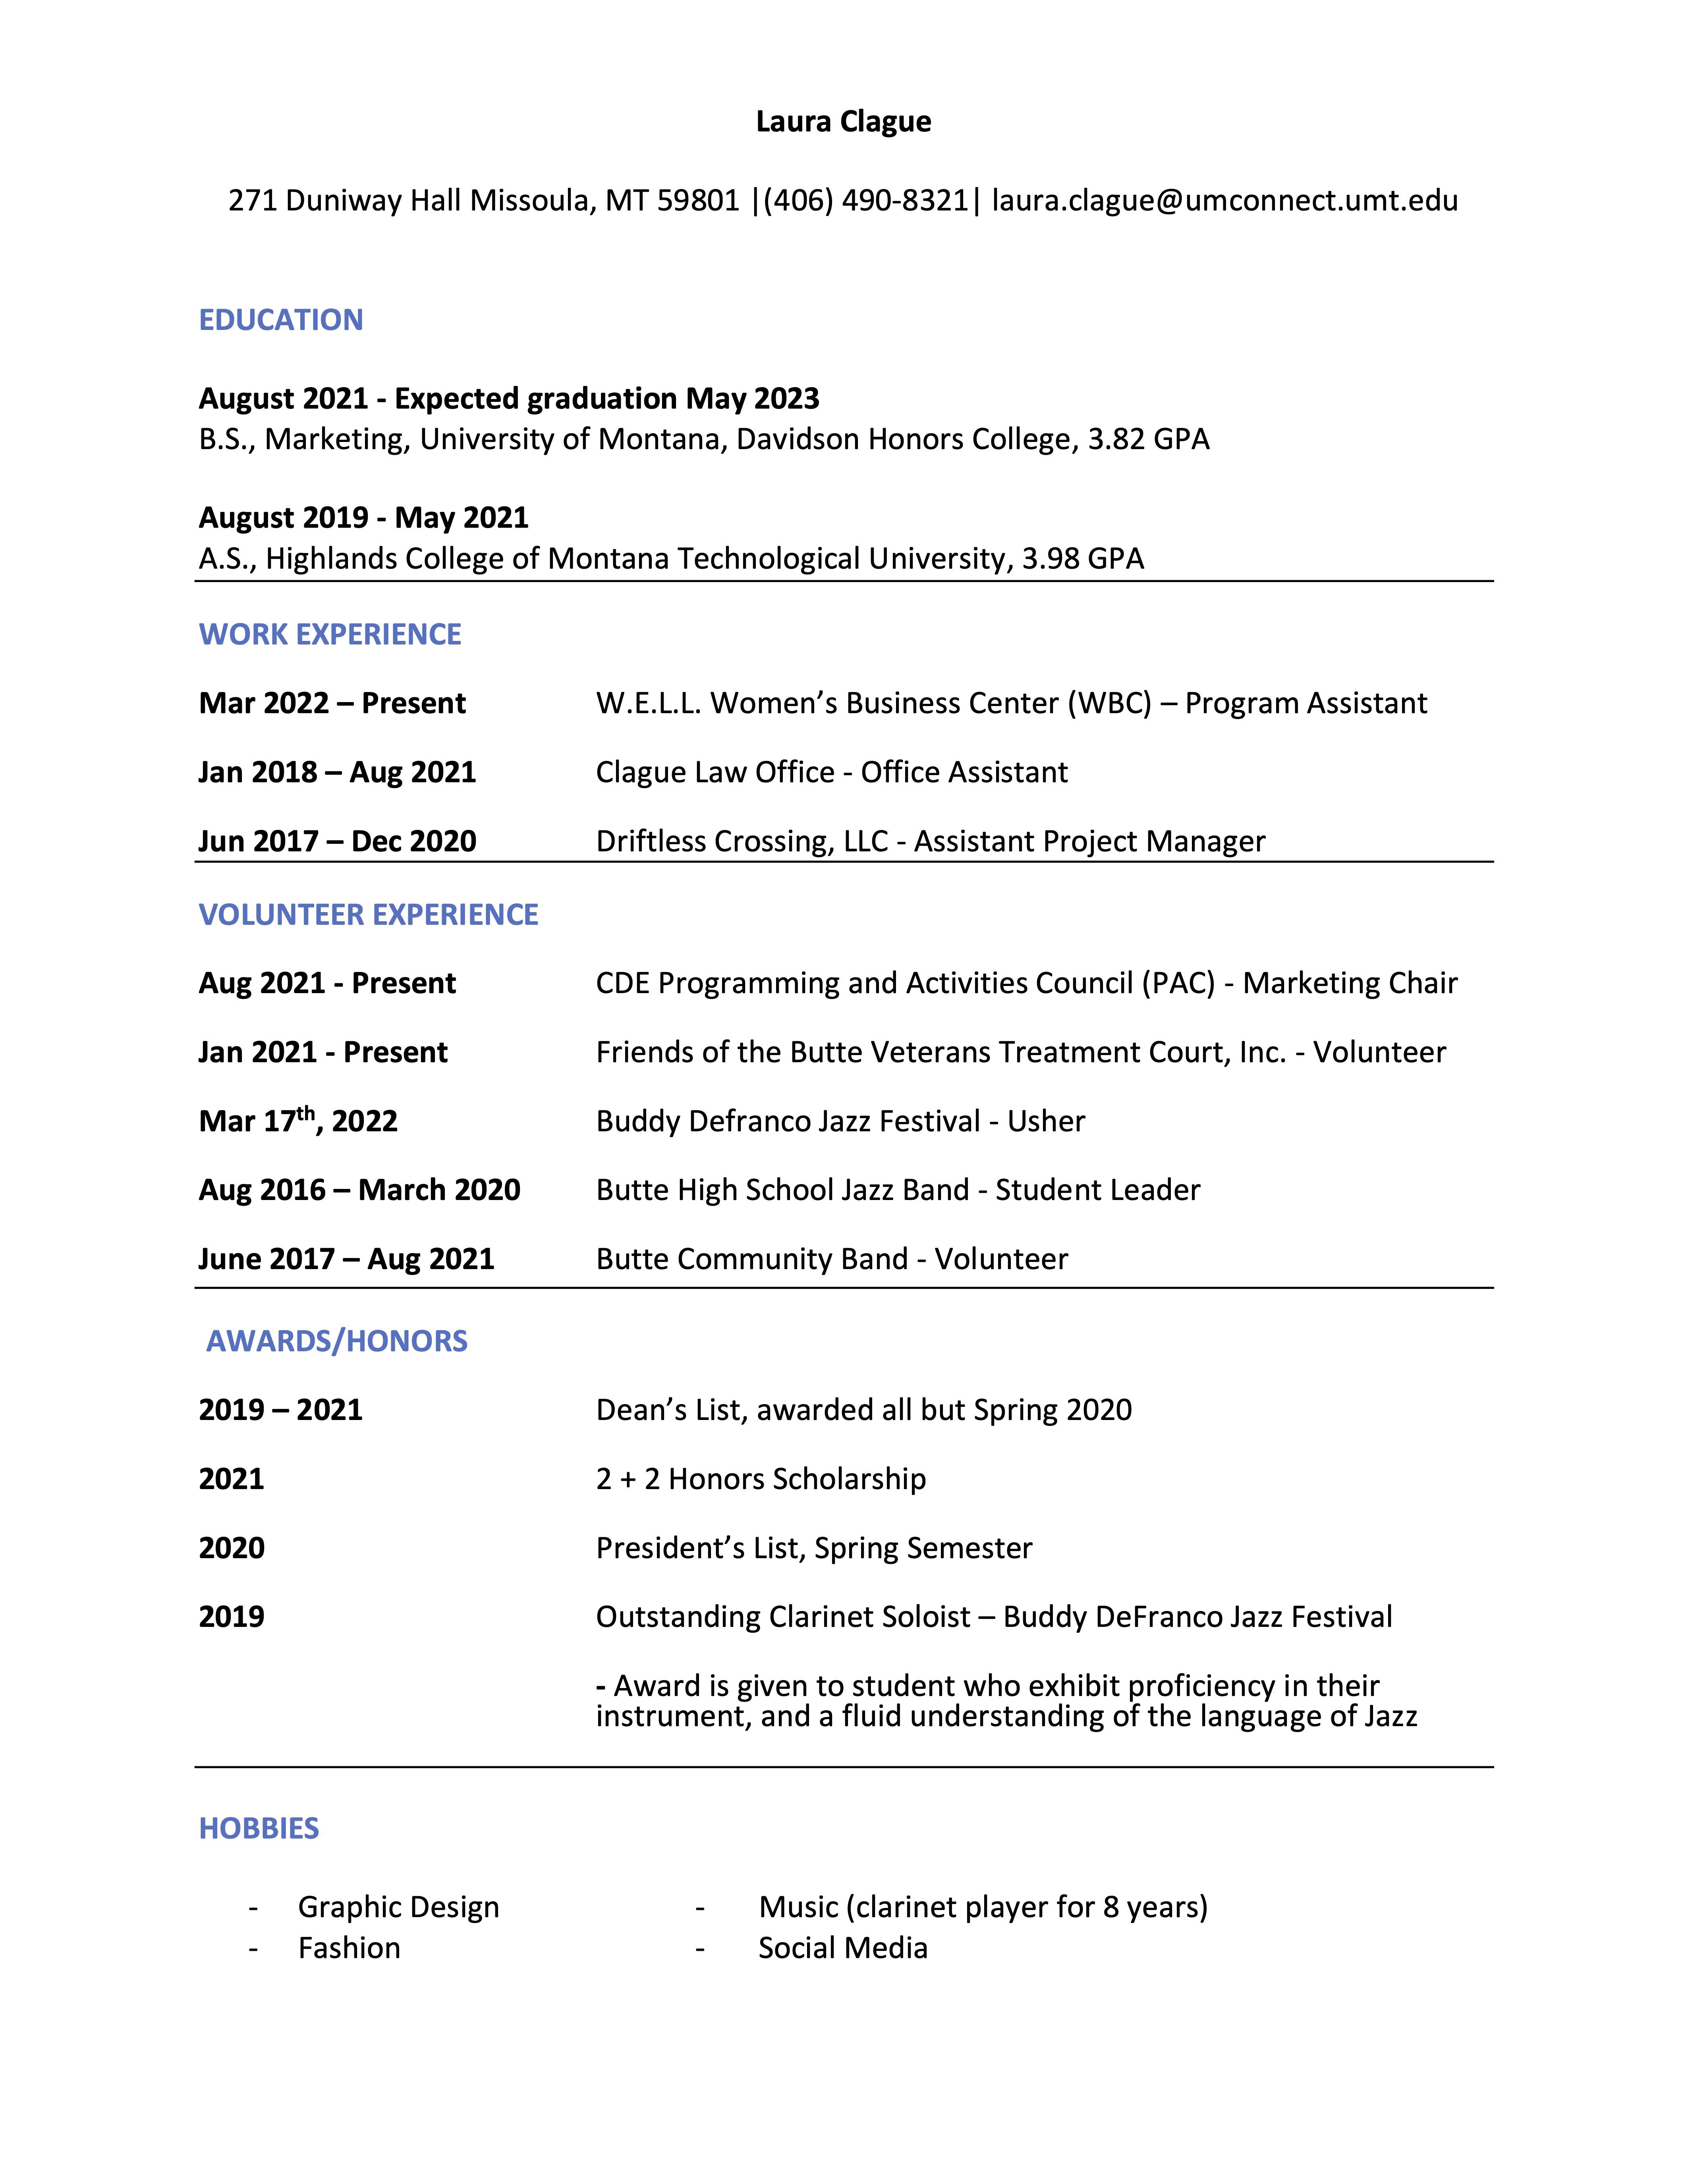 Laura Clague
271 Duniway Hall Missoula, MT 59801 |(406) 490-8321| laura.clague@umconnect.umt.edu
EDUCATION
August 2021 - Expected graduation May 2023
B.S., Marketing, University of Montana, Davidson Honors College, 3.82 GPA
August 2019 - May 2021
A.S., Highlands College of Montana Technological University, 3.98 GPA
WORK EXPERIENCE
Mar 2022 – Present W.E.L.L. Women’s Business Center (WBC) – Program Assistant
Jan 2018 – Aug 2021 Clague Law Office - Office Assistant
Jun 2017 – Dec 2020 Driftless Crossing, LLC - Assistant Project Manager
VOLUNTEER EXPERIENCE
Aug 2021 - Present CDE Programming and Activities Council (PAC) - Marketing Chair
Jan 2021 - Present Friends of the Butte Veterans Treatment Court, Inc. - Volunteer
Mar 17th, 2022 Buddy Defranco Jazz Festival - Usher
Aug 2016 – March 2020 Butte High School Jazz Band - Student Leader
June 2017 – Aug 2021 Butte Community Band - Volunteer
AWARDS/HONORS
2019 – 2021 Dean’s List, awarded all but Spring 2020
2021 2 + 2 Honors Scholarship
2020 President’s List, Spring Semester
2019 Outstanding Clarinet Soloist – Buddy DeFranco Jazz Festival
- Award is given to student who exhibit proficiency in their
instrument, and a fluid understanding of the language of Jazz
HOBBIES
- Graphic Design - Music (clarinet player for 8 years)
- Fashion - Social Media